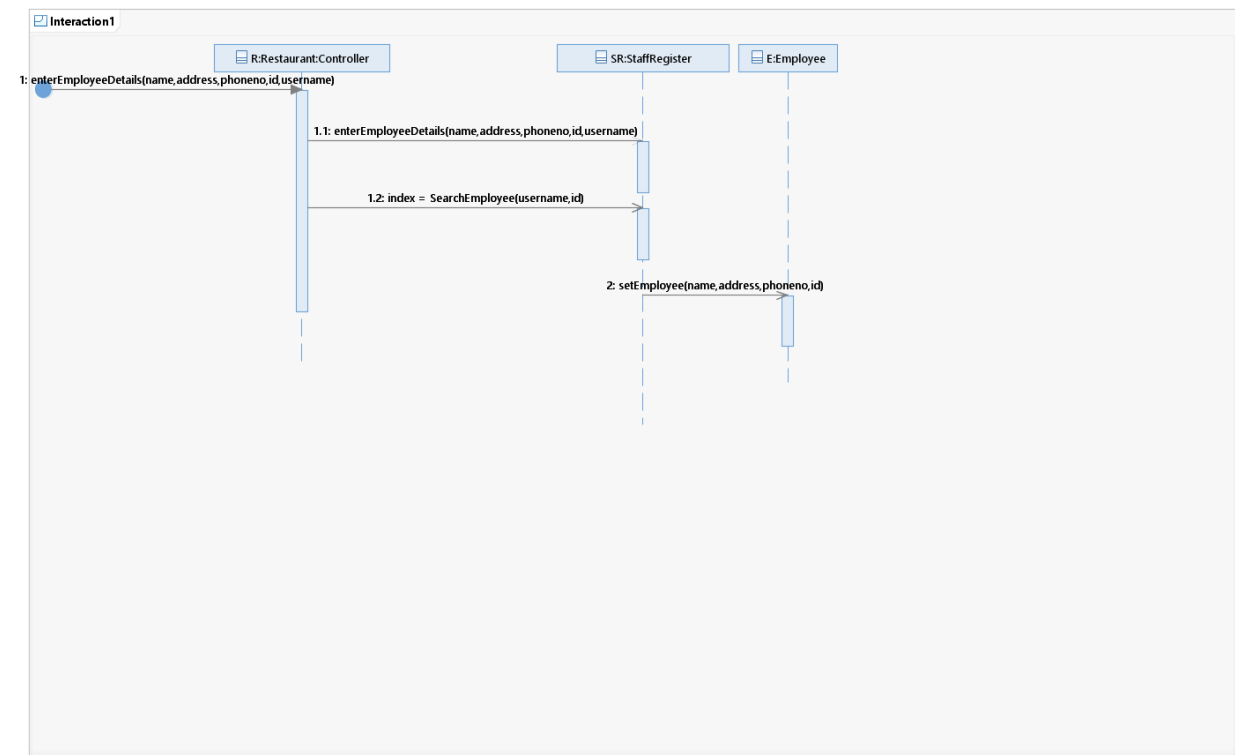 Interaction1
R:Restaurant:Controller
SR:StaffRegister
E:Employee
1: enterEmployeeDetails(name,address,phoneno,id,username)
1.1: enterEmployeeDetails(name,address,phoneno,id,username)
1.2: index = SearchEmployee(username,id)
2: setEmployee(name,address,phoneno,id)